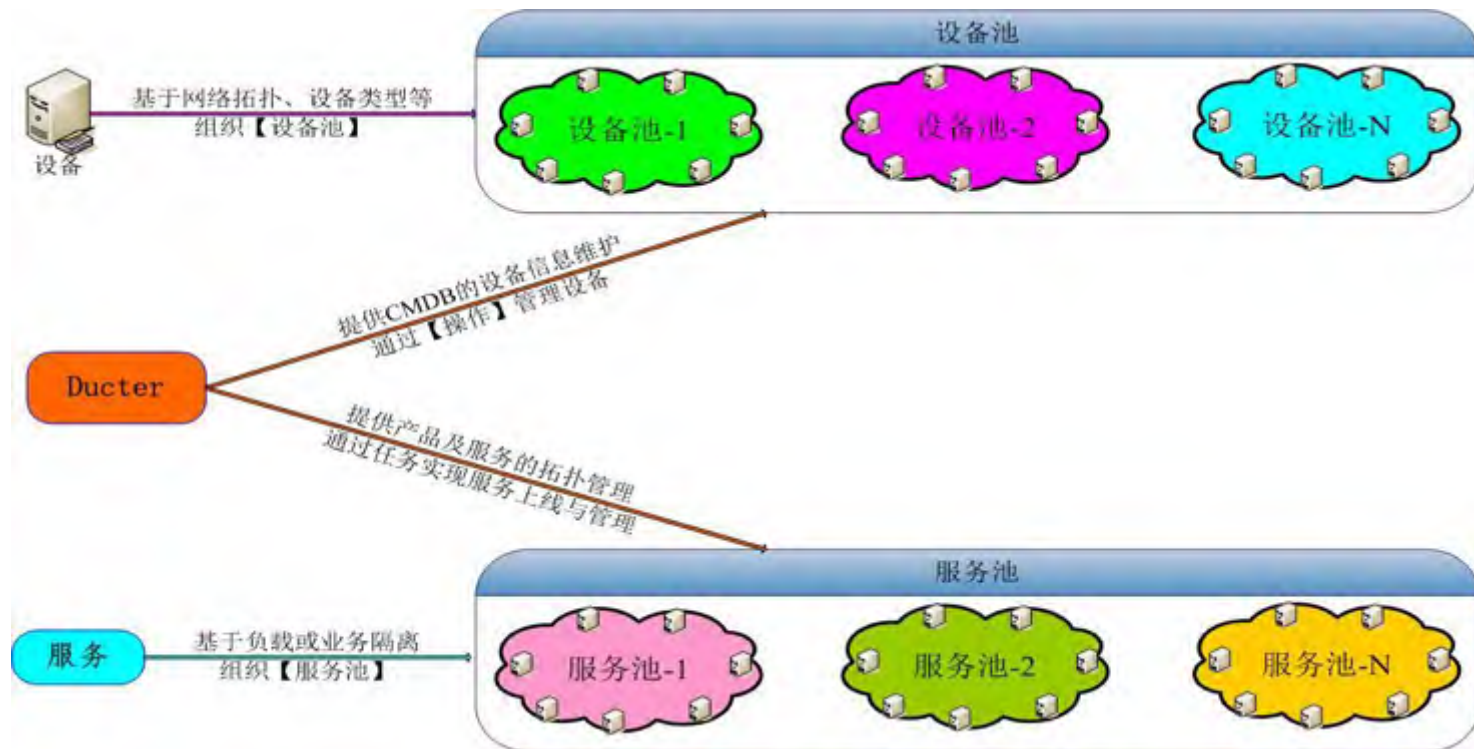 设备池
基于网络拓扑、设备类型等
组织【设备池】
设备
设备池-1
设备池-2
设备池-N
提供CMDB的设备信息维护
通过【操作】管理设备
Ducter
提供产品及服务的拓扑管理
通过任务实现服务上线与管理
服务池
服务
基于负载或业务隔离
组织【服务池】
服务池-1
服务池-2
服务池-N